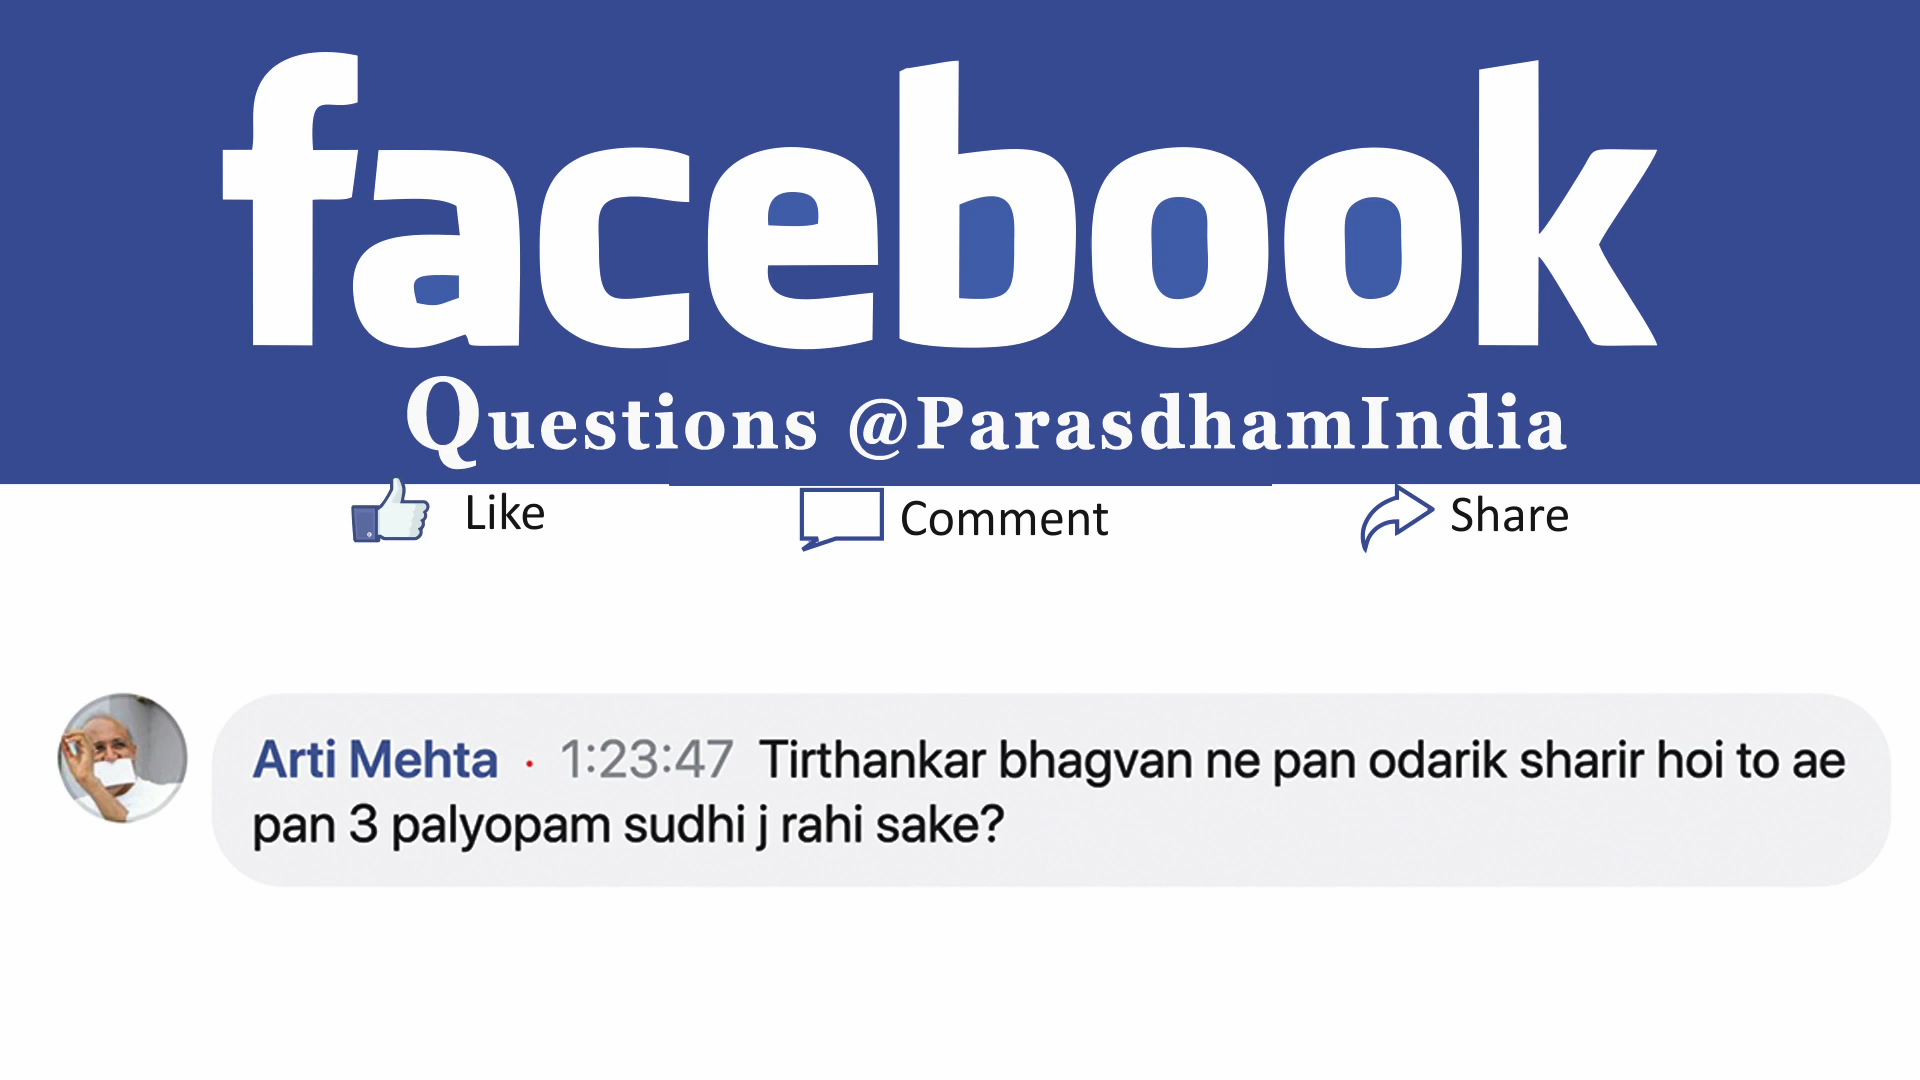 facebook
Questions @ParasdhamIndia
Like Comment Share
Arti Mehta · 1:23:47 Tirthankar bhagvan ne pan odarik sharir hoi to ae
pan 3 palyopam sudhi j rahi sake?